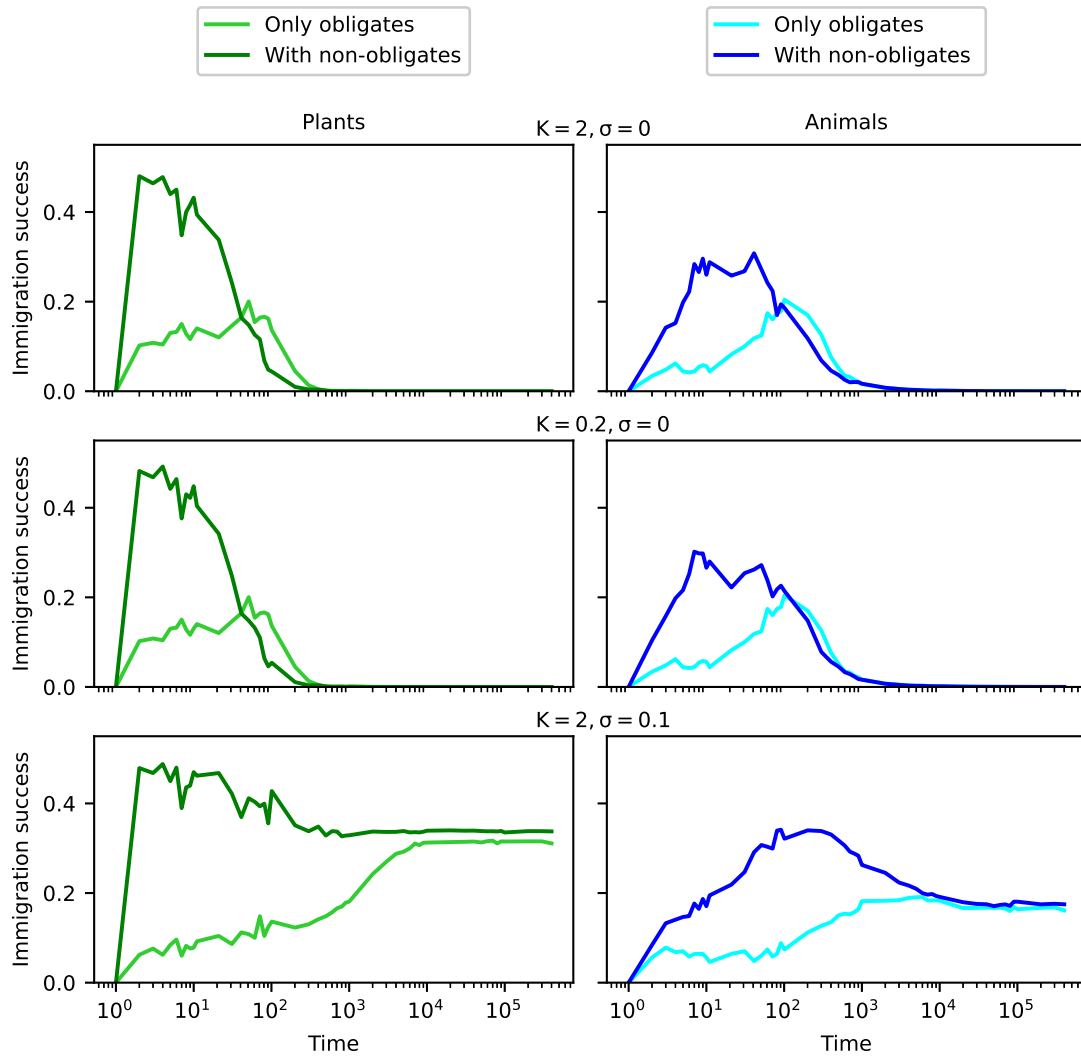 Only obligates
With non-obligates
Only obligates
With non-obligates
Plants
K = 2, σ = 0
Animals
Immigration success
0.4
0.2
0.0
K = 0.2, σ = 0
Immigration success
0.4
0.2
0.0
K = 2, σ = 0.1
Immigration success
0.4
0.2
0.0
10⁰ 10¹ 10² 10³ 10⁴ 10⁵
Time
10⁰ 10¹ 10² 10³ 10⁴ 10⁵
Time